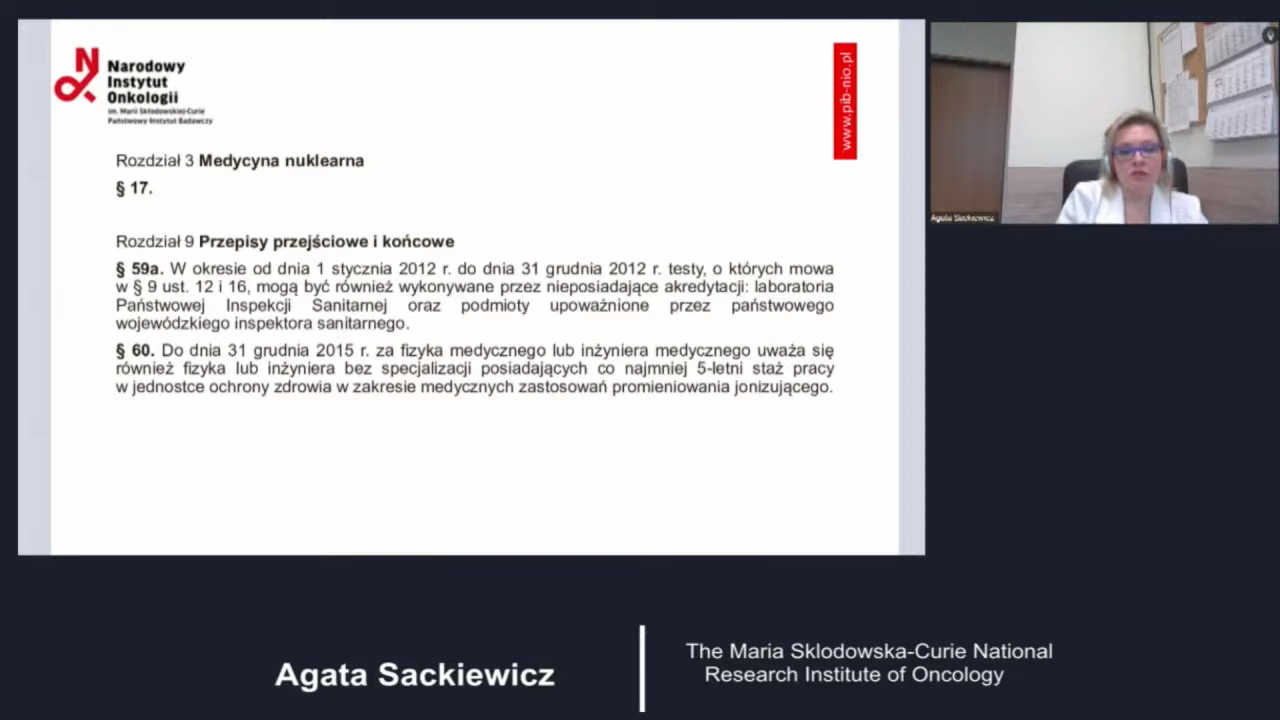 Narodowy
Instytut
Onkologii
im. Marii Skłodowskiej-Curie
Państwowy Instytut Badawczy
www.pib-nio.pl
Rozdział 3 Medycyna nuklearna
§ 17.
Rozdział 9 Przepisy przejściowe i końcowe
§ 59a. W okresie od dnia 1 stycznia 2012 r. do dnia 31 grudnia 2012 r. testy, o których mowa
w § 9 ust. 12 i 16, mogą być również wykonywane przez nieposiadające akredytacji: laboratoria
Państwowej Inspekcji Sanitarnej oraz podmioty upoważnione przez państwowego
wojewódzkiego inspektora sanitarnego.
§ 60. Do dnia 31 grudnia 2015 r. za fizyka medycznego lub inżyniera medycznego uważa się
również fizyka lub inżyniera bez specjalizacji posiadających co najmniej 5-letni staż pracy
w jednostce ochrony zdrowia w zakresie medycznych zastosowań promieniowania jonizującego.
Agata Sackiewicz
Agata Sackiewicz
The Maria Sklodowska-Curie National
Research Institute of Oncology